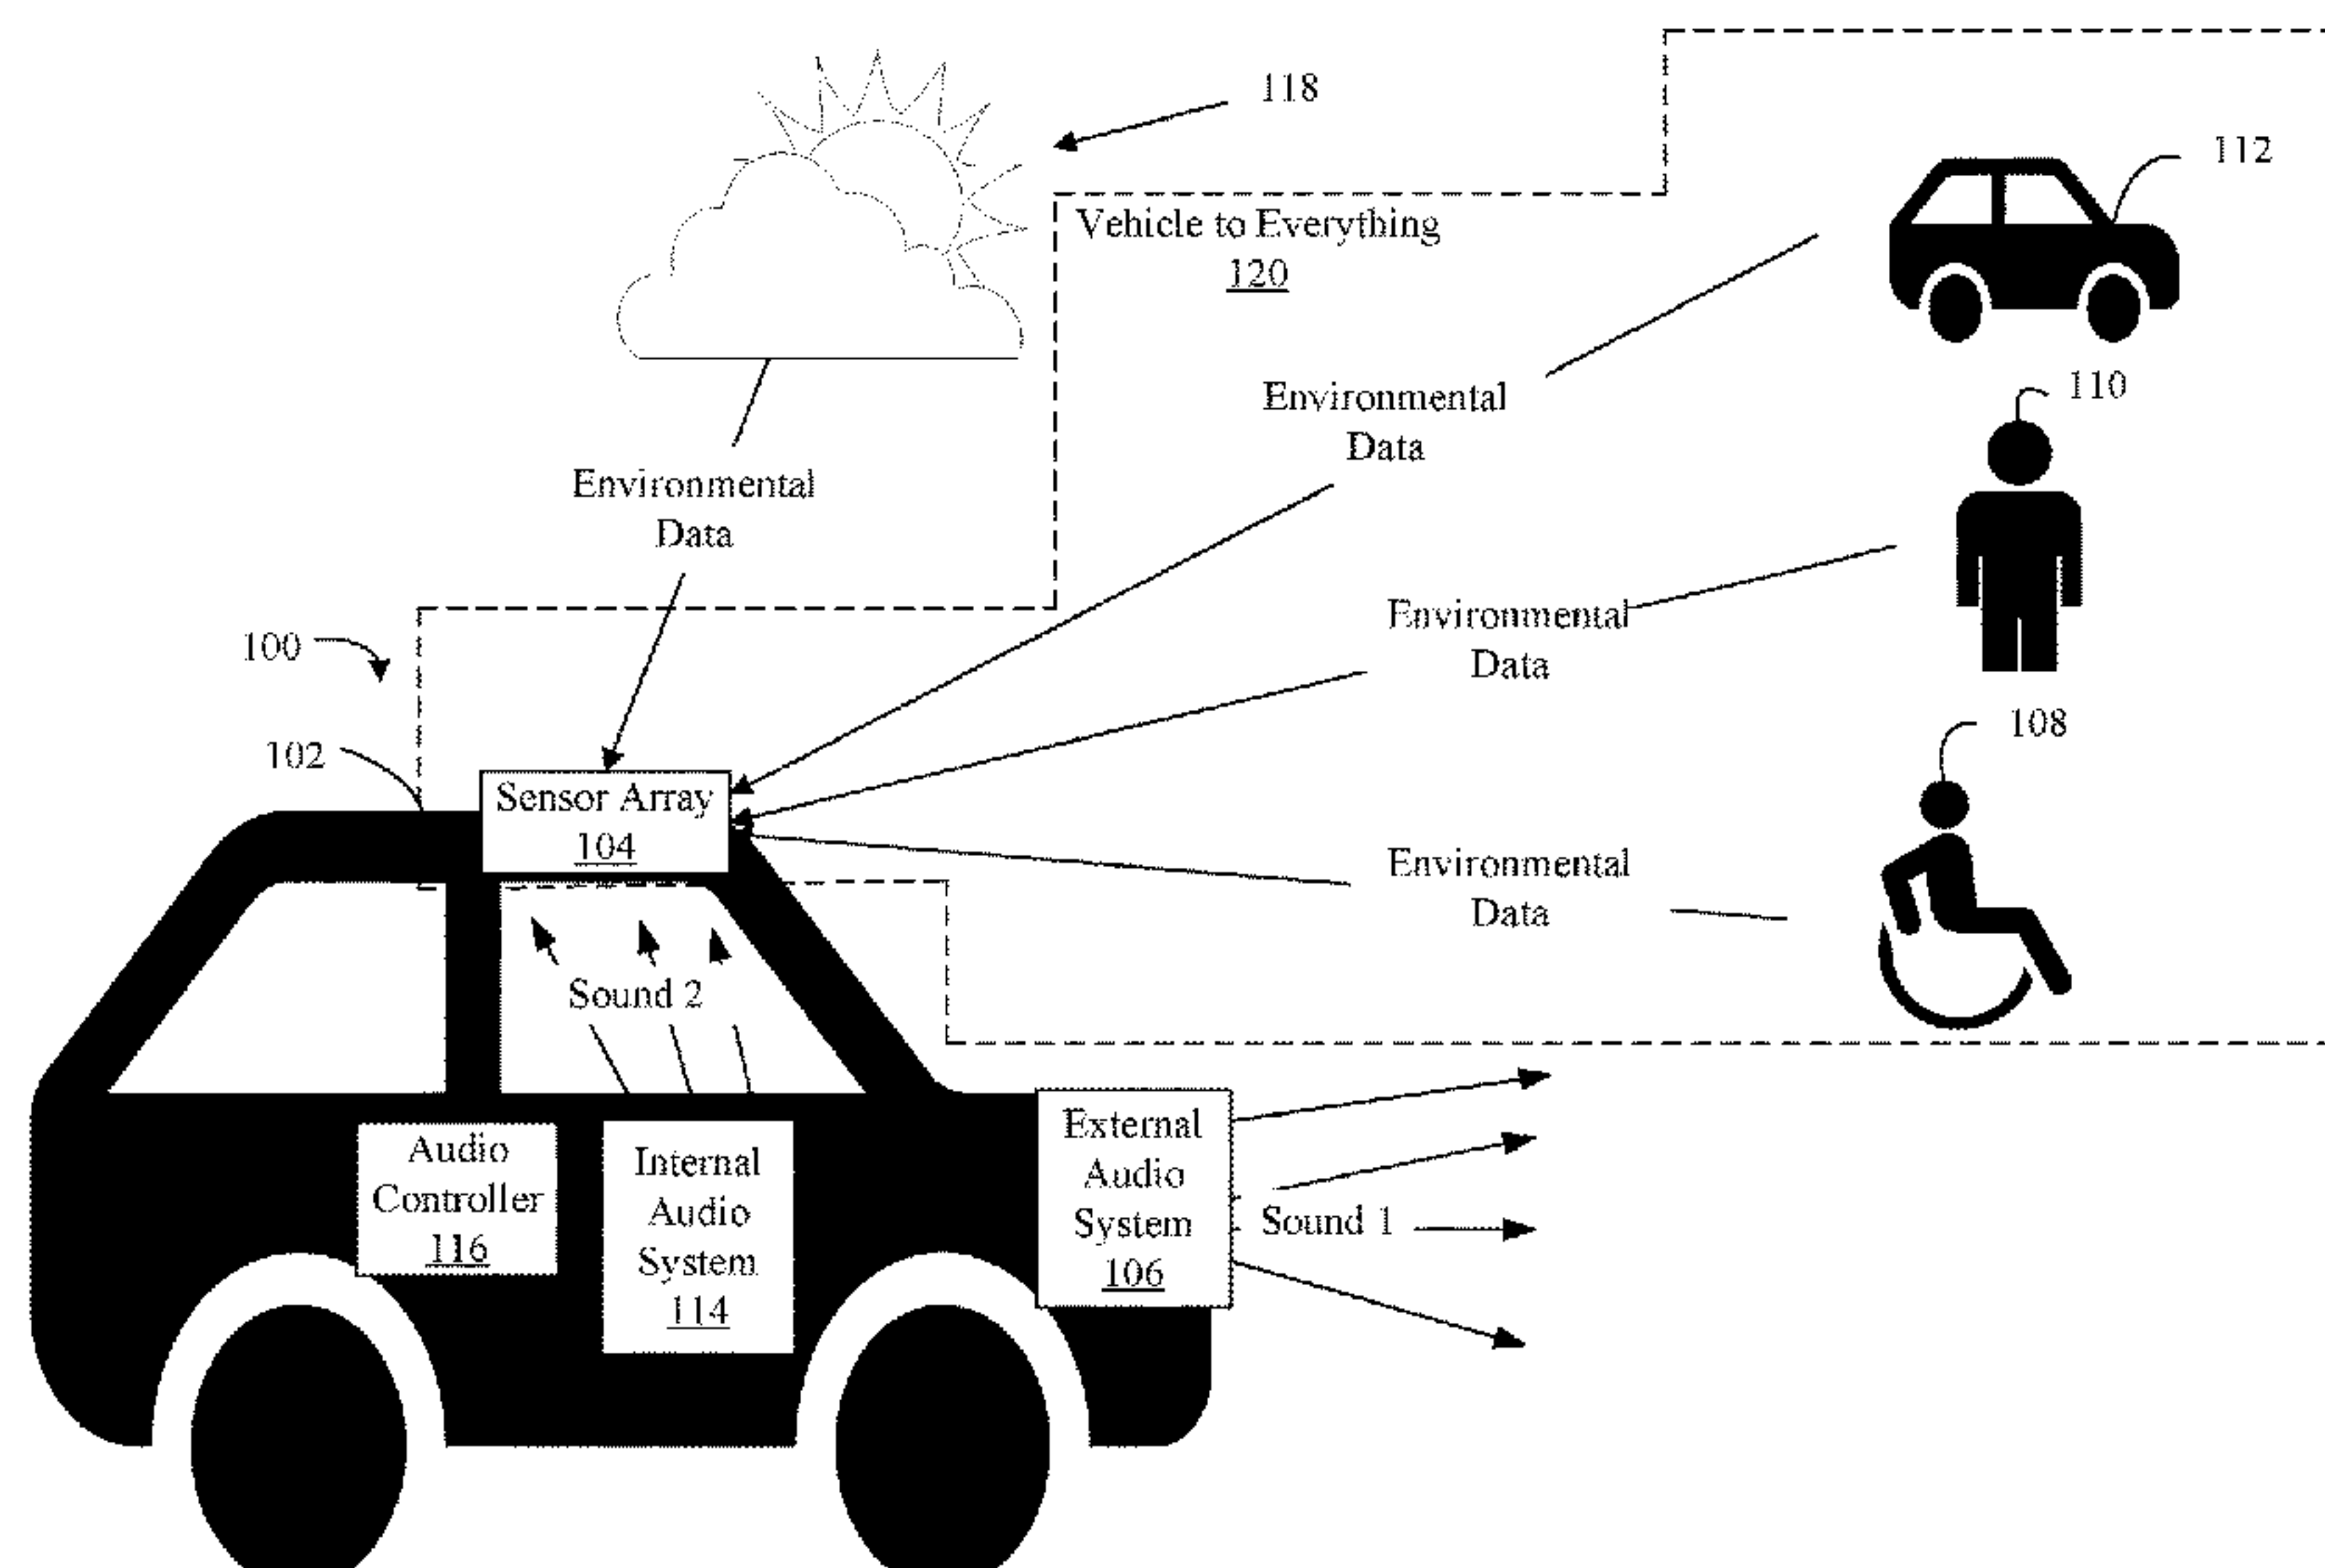 118
112
Vehicle to Everything
120
110
Environmental
Data
Environmental
Data
Environmental
Data
100
108
102
Sensor Array
104
Environmental
Data
Sound 2
External
Audio
System
106
Audio
Controller
116
Internal
Audio
System
114
Sound 1